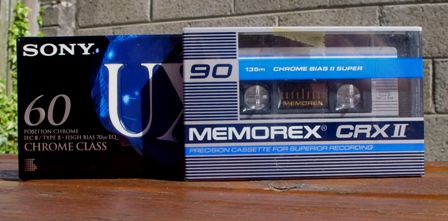 SONY
UX
60
POSITION CHROME
IEC II / TYPE II · HIGH BIAS 70µs EQ.
CHROME CLASS
90
135m CHROME BIAS II SUPER
MEMOREX
MEMOREX® CRX II
PRECISION CASSETTE FOR SUPERIOR RECORDING